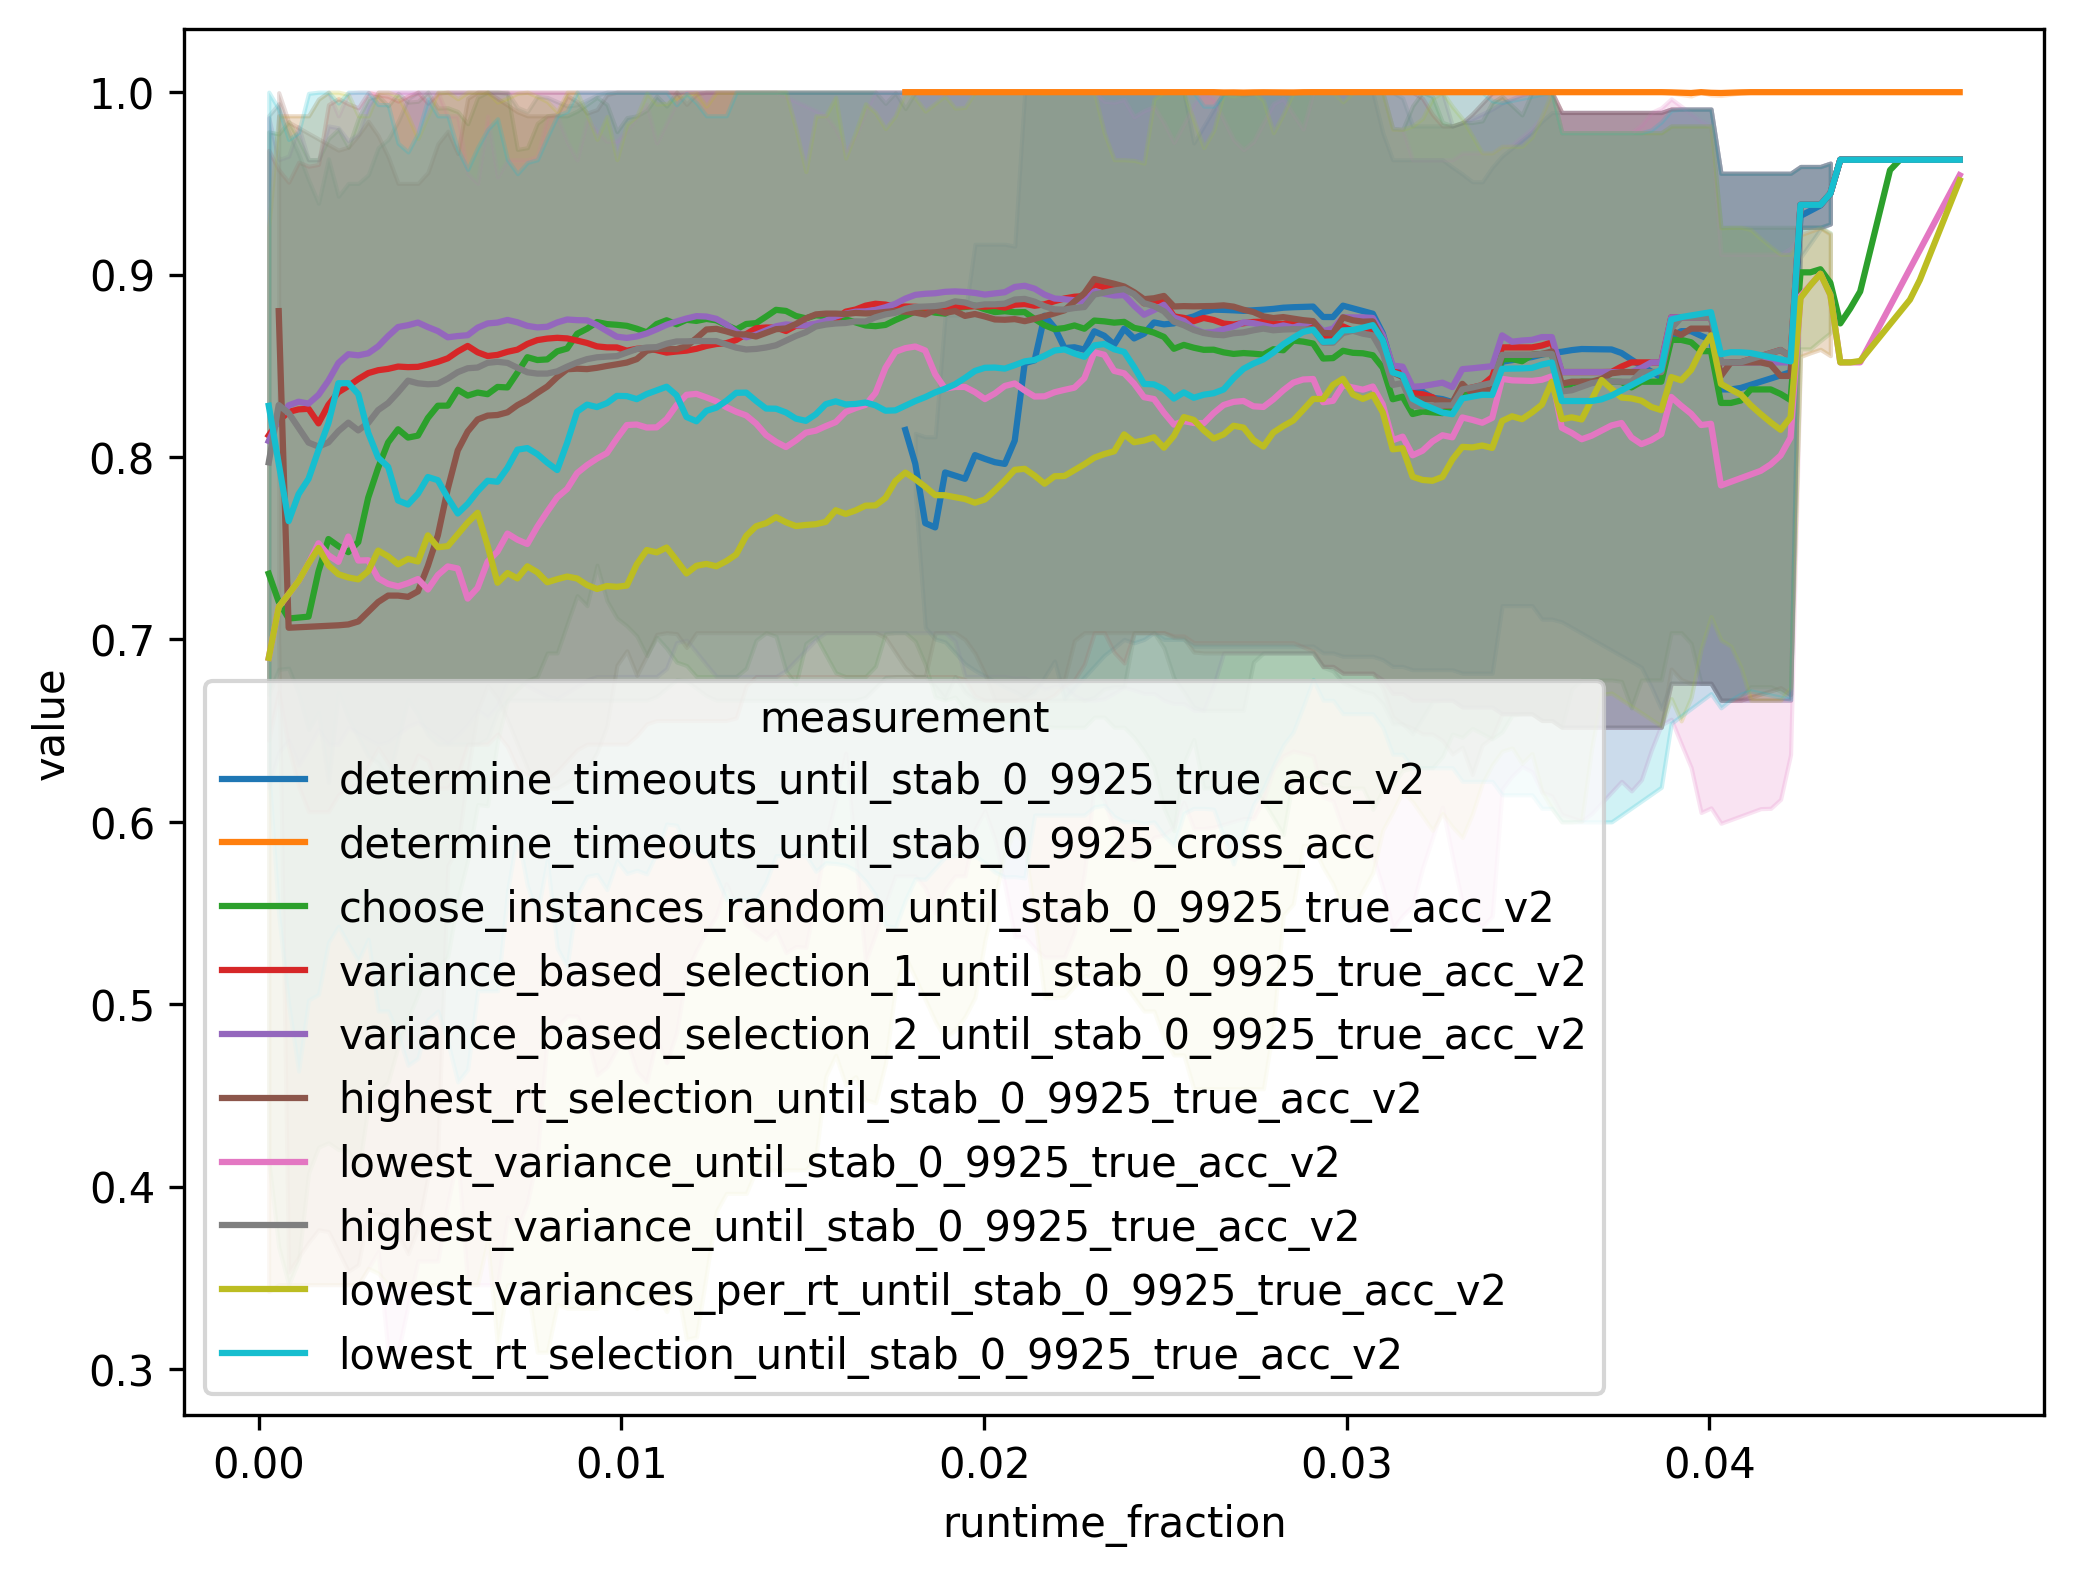 1.0
0.9
0.8
0.7
0.6
0.5
0.4
0.3
value
measurement
determine_timeouts_until_stab_0_9925_true_acc_v2
determine_timeouts_until_stab_0_9925_cross_acc
choose_instances_random_until_stab_0_9925_true_acc_v2
variance_based_selection_1_until_stab_0_9925_true_acc_v2
variance_based_selection_2_until_stab_0_9925_true_acc_v2
highest_rt_selection_until_stab_0_9925_true_acc_v2
lowest_variance_until_stab_0_9925_true_acc_v2
highest_variance_until_stab_0_9925_true_acc_v2
lowest_variances_per_rt_until_stab_0_9925_true_acc_v2
lowest_rt_selection_until_stab_0_9925_true_acc_v2
0.00 0.01 0.02 0.03 0.04
runtime_fraction